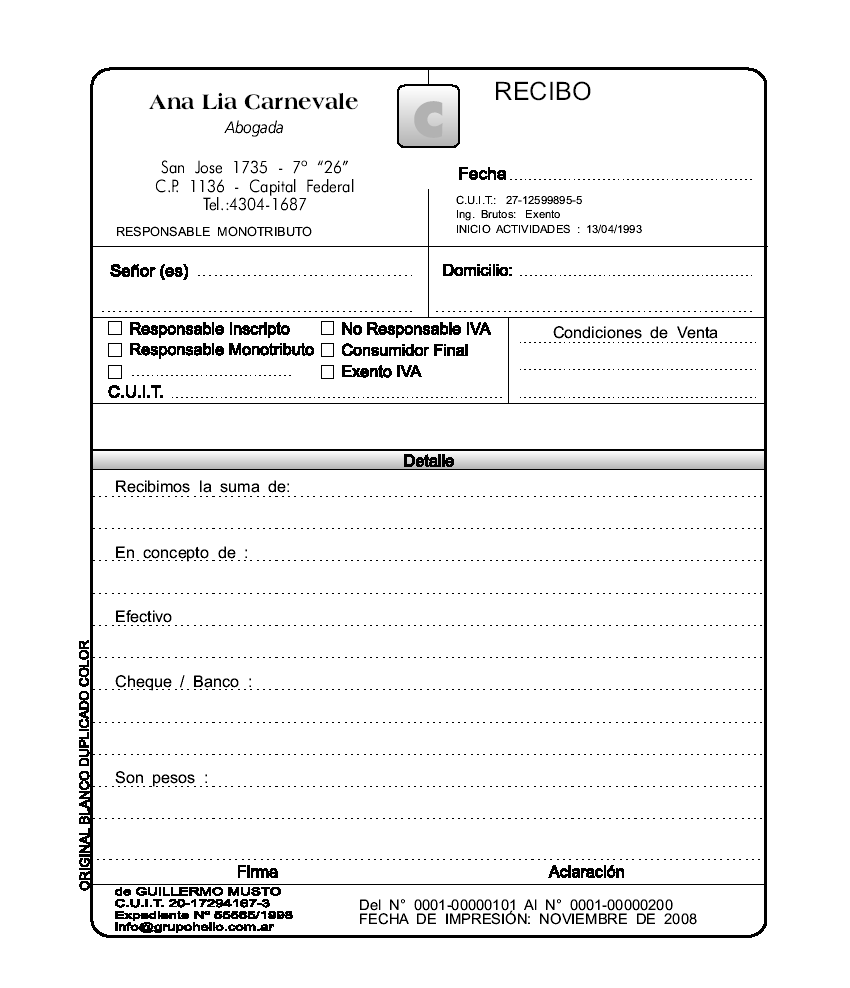 Ana Lia Carnevale
Abogada
San Jose 1735 - 7º “26”
C.P. 1136 - Capital Federal
Tel.:4304-1687
RESPONSABLE MONOTRIBUTO
C
RECIBO
Fecha
C.U.I.T.: 27-12599895-5
Ing. Brutos: Exento
INICIO ACTIVIDADES : 13/04/1993
Señor (es)
Domicilio:
Responsable Inscripto
No Responsable IVA
Responsable Monotributo
Consumidor Final
Exento IVA
C.U.I.T.
Condiciones de Venta
Detalle
Recibimos la suma de:
En concepto de :
Efectivo
Cheque / Banco :
Son pesos :
Firma
Aclaración
ORIGINAL BLANCO DUPLICADO COLOR
de GUILLERMO MUSTO
C.U.I.T. 20-17294167-3
Expediente Nº 55565/1998
info@grupohello.com.ar
Del N° 0001-00000101 Al N° 0001-00000200
FECHA DE IMPRESIÓN: NOVIEMBRE DE 2008